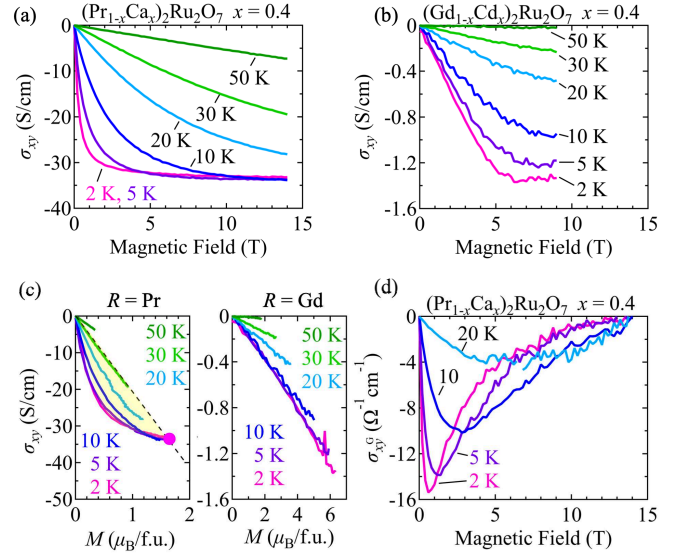 (a) (Pr1-xCax)2Ru2O7 x = 0.4
0
-10
-20
-30
-40
σxy (S/cm)
50 K
30 K
20 K
10 K
2 K, 5 K
0 5 10 15
Magnetic Field (T)
(b) (Gd1-xCdx)2Ru2O7 x = 0.4
0
-0.4
-0.8
-1.2
-1.6
σxy (S/cm)
50 K
30 K
20 K
10 K
5 K
2 K
0 5 10 15
Magnetic Field (T)
(c) R = Pr
0
-10
-20
-30
-40
-50
σxy (S/cm)
50 K
30 K
20 K
10 K
5 K
2 K
0 1 2
M (μB/f.u.)
R = Gd
0
-0.4
-0.8
-1.2
-1.6
50 K
30 K
20 K
10 K
5 K
2 K
0 2 4 6
M (μB/f.u.)
(d) (Pr1-xCax)2Ru2O7 x = 0.4
0
-4
-8
-12
-16
σxyG (Ω-1 cm-1)
20 K
10
5 K
2 K
0 5 10 15
Magnetic Field (T)